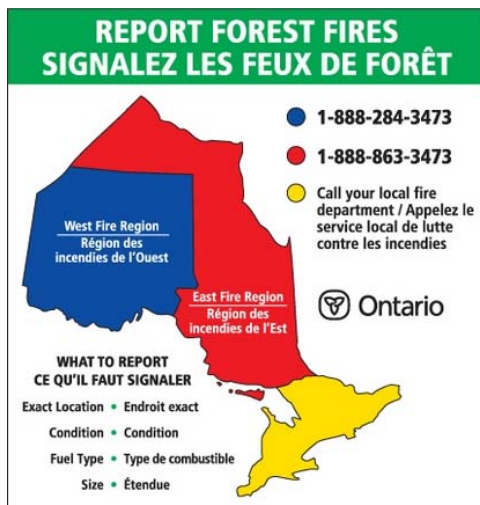 REPORT FOREST FIRES
SIGNALEZ LES FEUX DE FORÊT
1-888-284-3473
1-888-863-3473
Call your local fire
department / Appelez le
service local de lutte
contre les incendies
West Fire Region
Région des
incendies de l'Ouest
East Fire Region
Région des
incendies de l'Est
Ontario
WHAT TO REPORT
CE QU'IL FAUT SIGNALER
Exact Location • Endroit exact
Condition • Condition
Fuel Type • Type de combustible
Size • Étendue